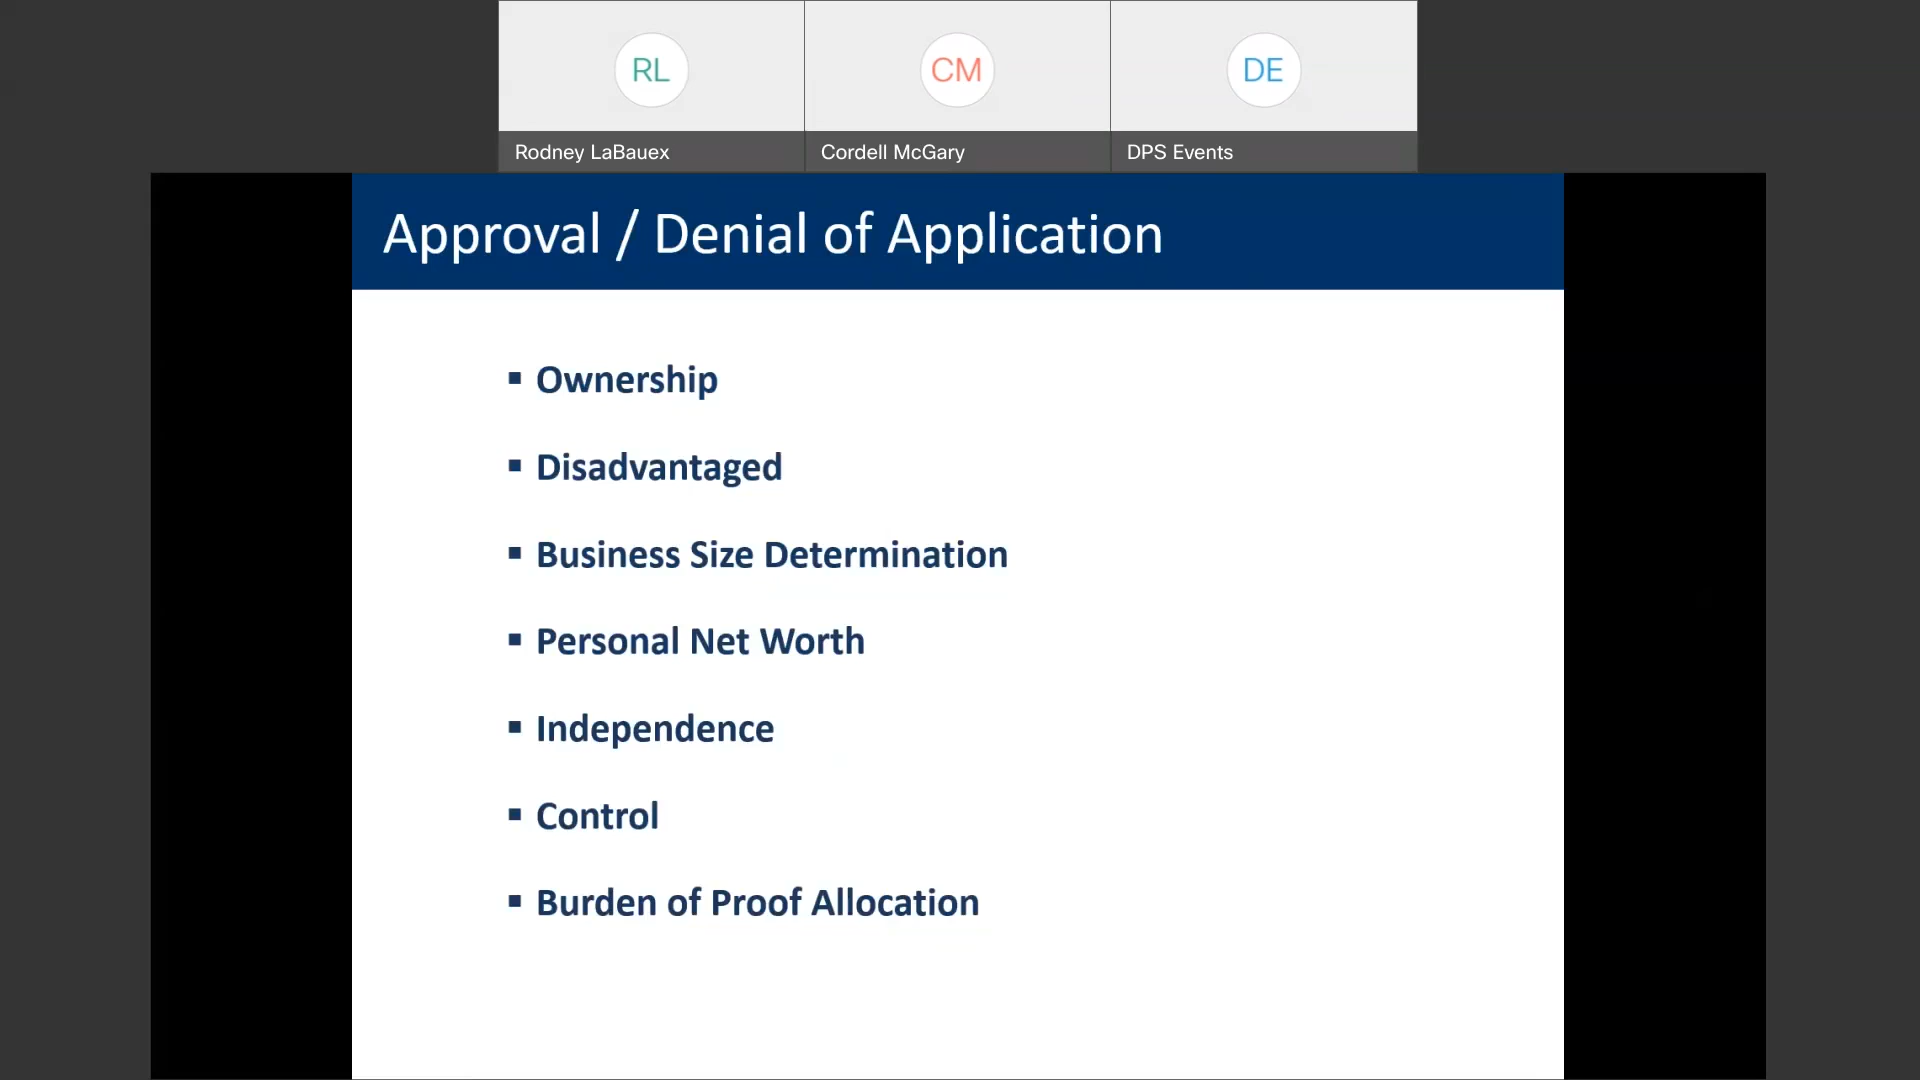 RL
CM
DE
Rodney LaBauex
Cordell McGary
DPS Events
Approval / Denial of Application
▪ Ownership
▪ Disadvantaged
▪ Business Size Determination
▪ Personal Net Worth
▪ Independence
▪ Control
▪ Burden of Proof Allocation